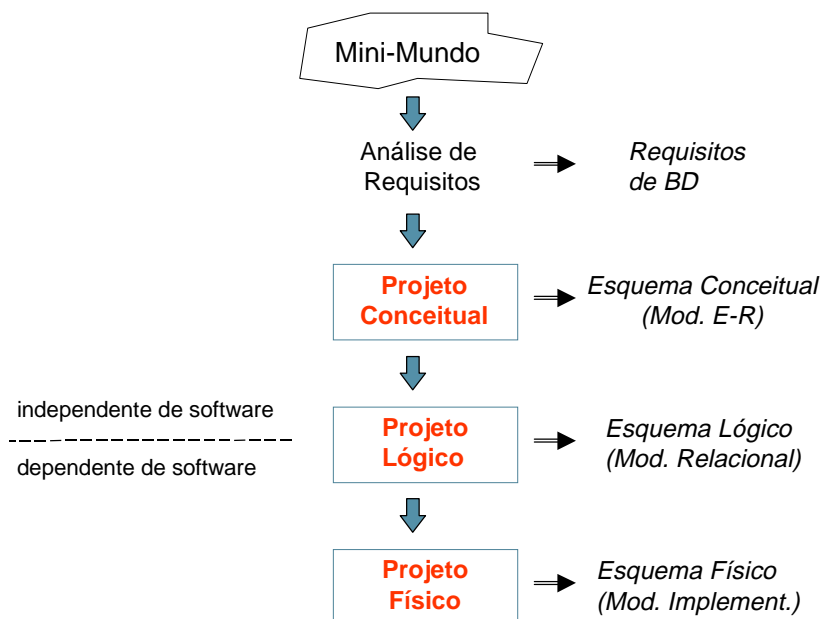 Mini-Mundo
Análise de
Requisitos
Requisitos
de BD
Projeto
Conceitual
Esquema Conceitual
(Mod. E-R)
independente de software
dependente de software
Projeto
Lógico
Esquema Lógico
(Mod. Relacional)
Projeto
Físico
Esquema Físico
(Mod. Implement.)